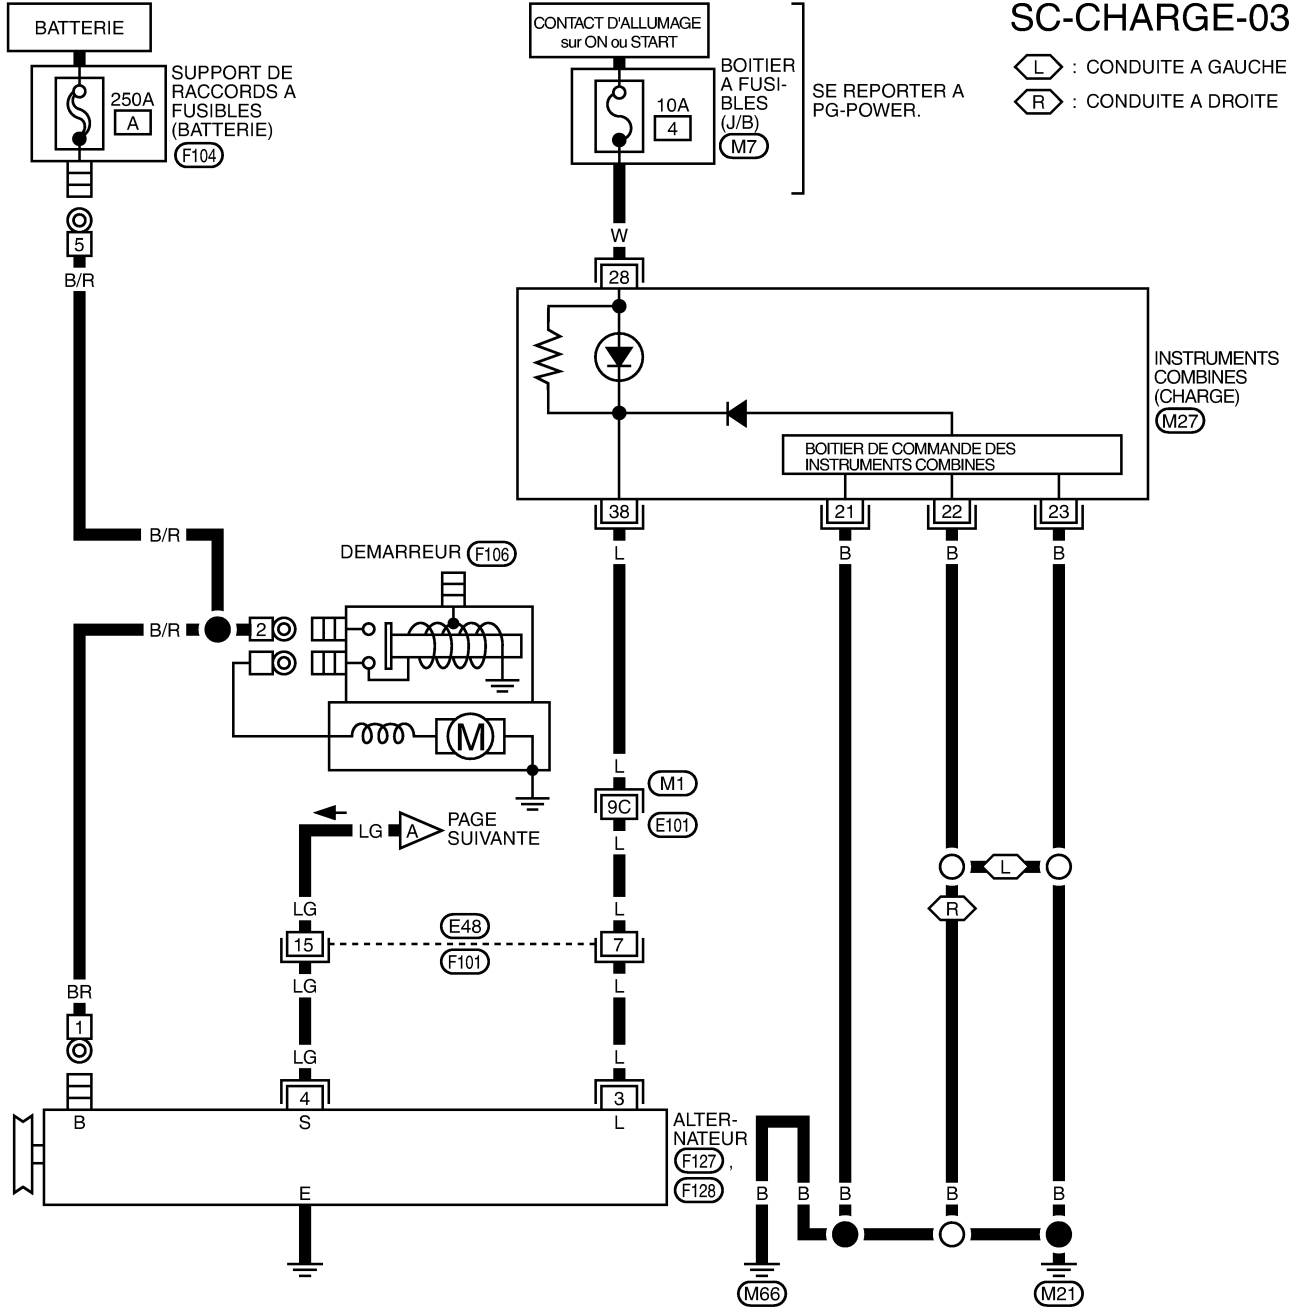 SC-CHARGE-03
L : CONDUITE A GAUCHE
R : CONDUITE A DROITE
BATTERIE
250A
A
SUPPORT DE
RACCORDS A
FUSIBLES
(BATTERIE)
F104
CONTACT D'ALLUMAGE
sur ON ou START
10A
4
BOITIER
A FUSI-
BLES
(J/B)
M7
SE REPORTER A
PG-POWER.
5
B/R
W
28
INSTRUMENTS
COMBINES
(CHARGE)
M27
BOITIER DE COMMANDE DES
INSTRUMENTS COMBINES
38
21
22
23
L
B
B
B
B/R
DEMARREUR F106
B/R
2
M
L
9C
M1
E101
L
LG
A
PAGE
SUIVANTE
L
R
LG
L
15
E48
F101
7
LG
L
BR
1
LG
L
4
3
B
S
L
E
ALTER-
NATEUR
F127 ,
F128
B
B
B
B
B
M66
M21